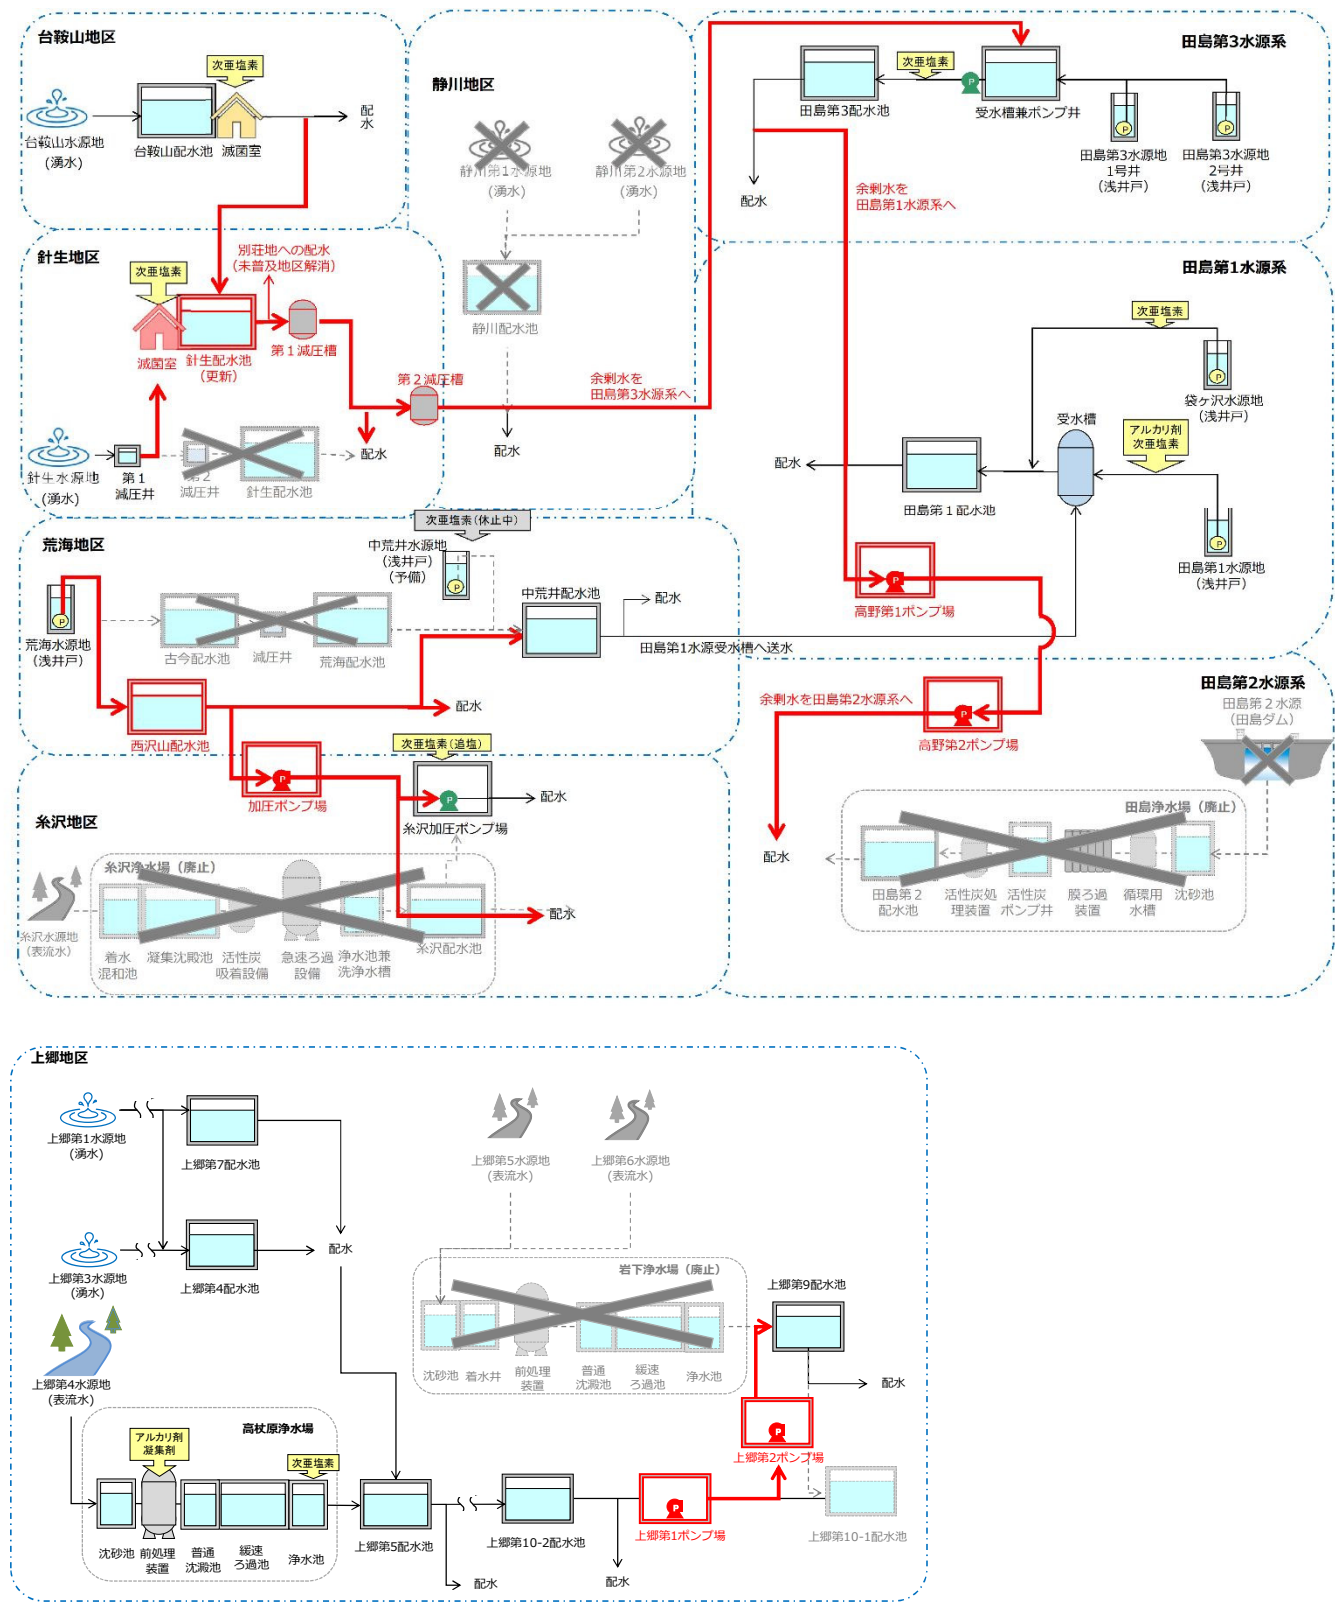 台鞍山地区
次亜塩素
台鞍山水源地
(湧水)
台鞍山配水池
滅菌室
配
水
静川地区
静川第1水源地
(湧水)
静川第2水源地
(湧水)
静川配水池
配水
田島第3水源系
次亜塩素
田島第3配水池
受水槽兼ポンプ井
P
P
P
田島第3水源地
1号井
(浅井戸)
田島第3水源地
2号井
(浅井戸)
配水
余剰水を
田島第1水源系へ
針生地区
次亜塩素
別荘地への配水
(未普及地区解消)
滅菌室
針生配水池
(更新)
第1減圧槽
第2減圧槽
余剰水を
田島第3水源系へ
針生水源地
(湧水)
第1
減圧井
第2
減圧井
針生配水池
配水
田島第1水源系
次亜塩素
P
袋ヶ沢水源地
(浅井戸)
アルカリ剤
次亜塩素
受水槽
配水
田島第1配水池
P
田島第1水源地
(浅井戸)
P
高野第1ポンプ場
荒海地区
次亜塩素(休止中)
中荒井水源地
(浅井戸)
(予備)
P
P
荒海水源地
(浅井戸)
古今配水池
減圧井
荒海配水池
中荒井配水池
配水
田島第1水源受水槽へ送水
西沢山配水池
配水
田島第2水源系
田島第2水源
(田島ダム)
余剰水を田島第2水源系へ
P
高野第2ポンプ場
配水
田島浄水場(廃止)
田島第2
配水池
活性炭処
理装置
活性炭
ポンプ井
膜ろ過
装置
循環用
水槽
沈砂池
糸沢地区
P
加圧ポンプ場
次亜塩素(追塩)
P
糸沢加圧ポンプ場
配水
糸沢浄水場(廃止)
糸沢水源地
(表流水)
着水
混和池
凝集沈殿池
活性炭
吸着設備
急速ろ過
設備
浄水池兼
洗浄水槽
糸沢配水池
配水
上郷地区
上郷第1水源地
(湧水)
上郷第7配水池
上郷第3水源地
(湧水)
上郷第4配水池
配水
上郷第5水源地
(表流水)
上郷第6水源地
(表流水)
岩下浄水場(廃止)
沈砂池
着水井
前処理
装置
普通
沈澱池
緩速
ろ過池
浄水池
上郷第9配水池
配水
上郷第4水源地
(表流水)
高杖原浄水場
アルカリ剤
凝集剤
次亜塩素
沈砂池
前処理
装置
普通
沈澱池
緩速
ろ過池
浄水池
上郷第5配水池
配水
上郷第10-2配水池
配水
P
上郷第1ポンプ場
P
上郷第2ポンプ場
上郷第10-1配水池